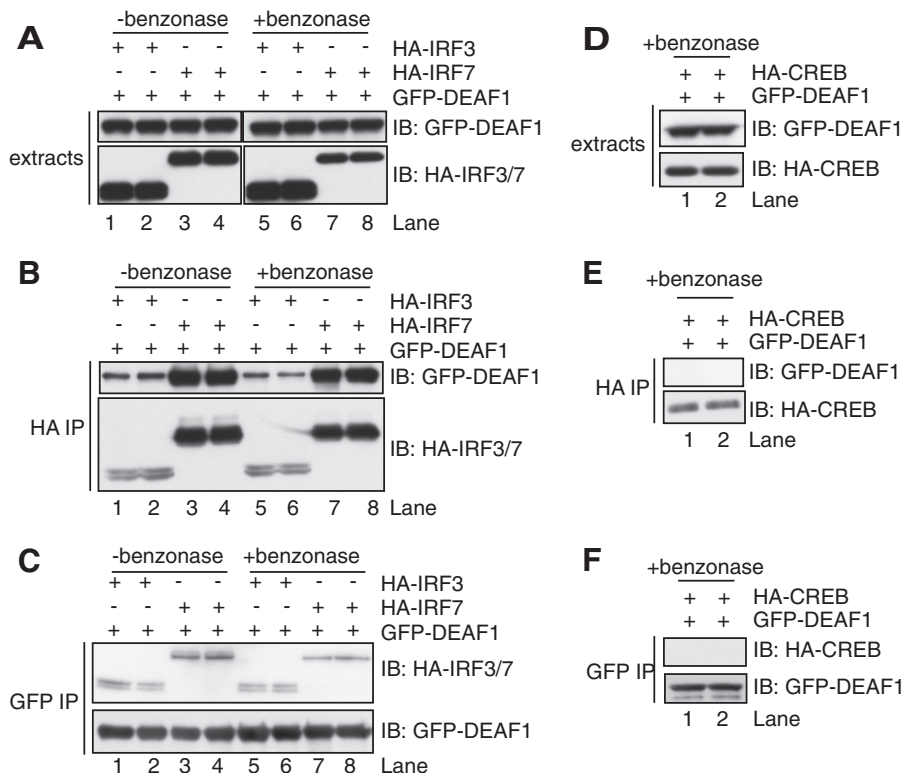 A
-benzonase +benzonase
+ + - - + + - - HA-IRF3
- - + + - - + + HA-IRF7
+ + + + + + + + GFP-DEAF1
extracts
IB: GFP-DEAF1
IB: HA-IRF3/7
1 2 3 4 5 6 7 8 Lane
B
-benzonase +benzonase
+ + - - + + - - HA-IRF3
- - + + - - + + HA-IRF7
+ + + + + + + + GFP-DEAF1
HA IP
IB: GFP-DEAF1
IB: HA-IRF3/7
1 2 3 4 5 6 7 8 Lane
C
-benzonase +benzonase
+ + - - + + - - HA-IRF3
- - + + - - + + HA-IRF7
+ + + + + + + + GFP-DEAF1
GFP IP
IB: HA-IRF3/7
IB: GFP-DEAF1
1 2 3 4 5 6 7 8 Lane
D
+benzonase
+ + HA-CREB
+ + GFP-DEAF1
extracts
IB: GFP-DEAF1
IB: HA-CREB
1 2 Lane
E
+benzonase
+ + HA-CREB
+ + GFP-DEAF1
HA IP
IB: GFP-DEAF1
IB: HA-CREB
1 2 Lane
F
+benzonase
+ + HA-CREB
+ + GFP-DEAF1
GFP IP
IB: HA-CREB
IB: GFP-DEAF1
1 2 Lane